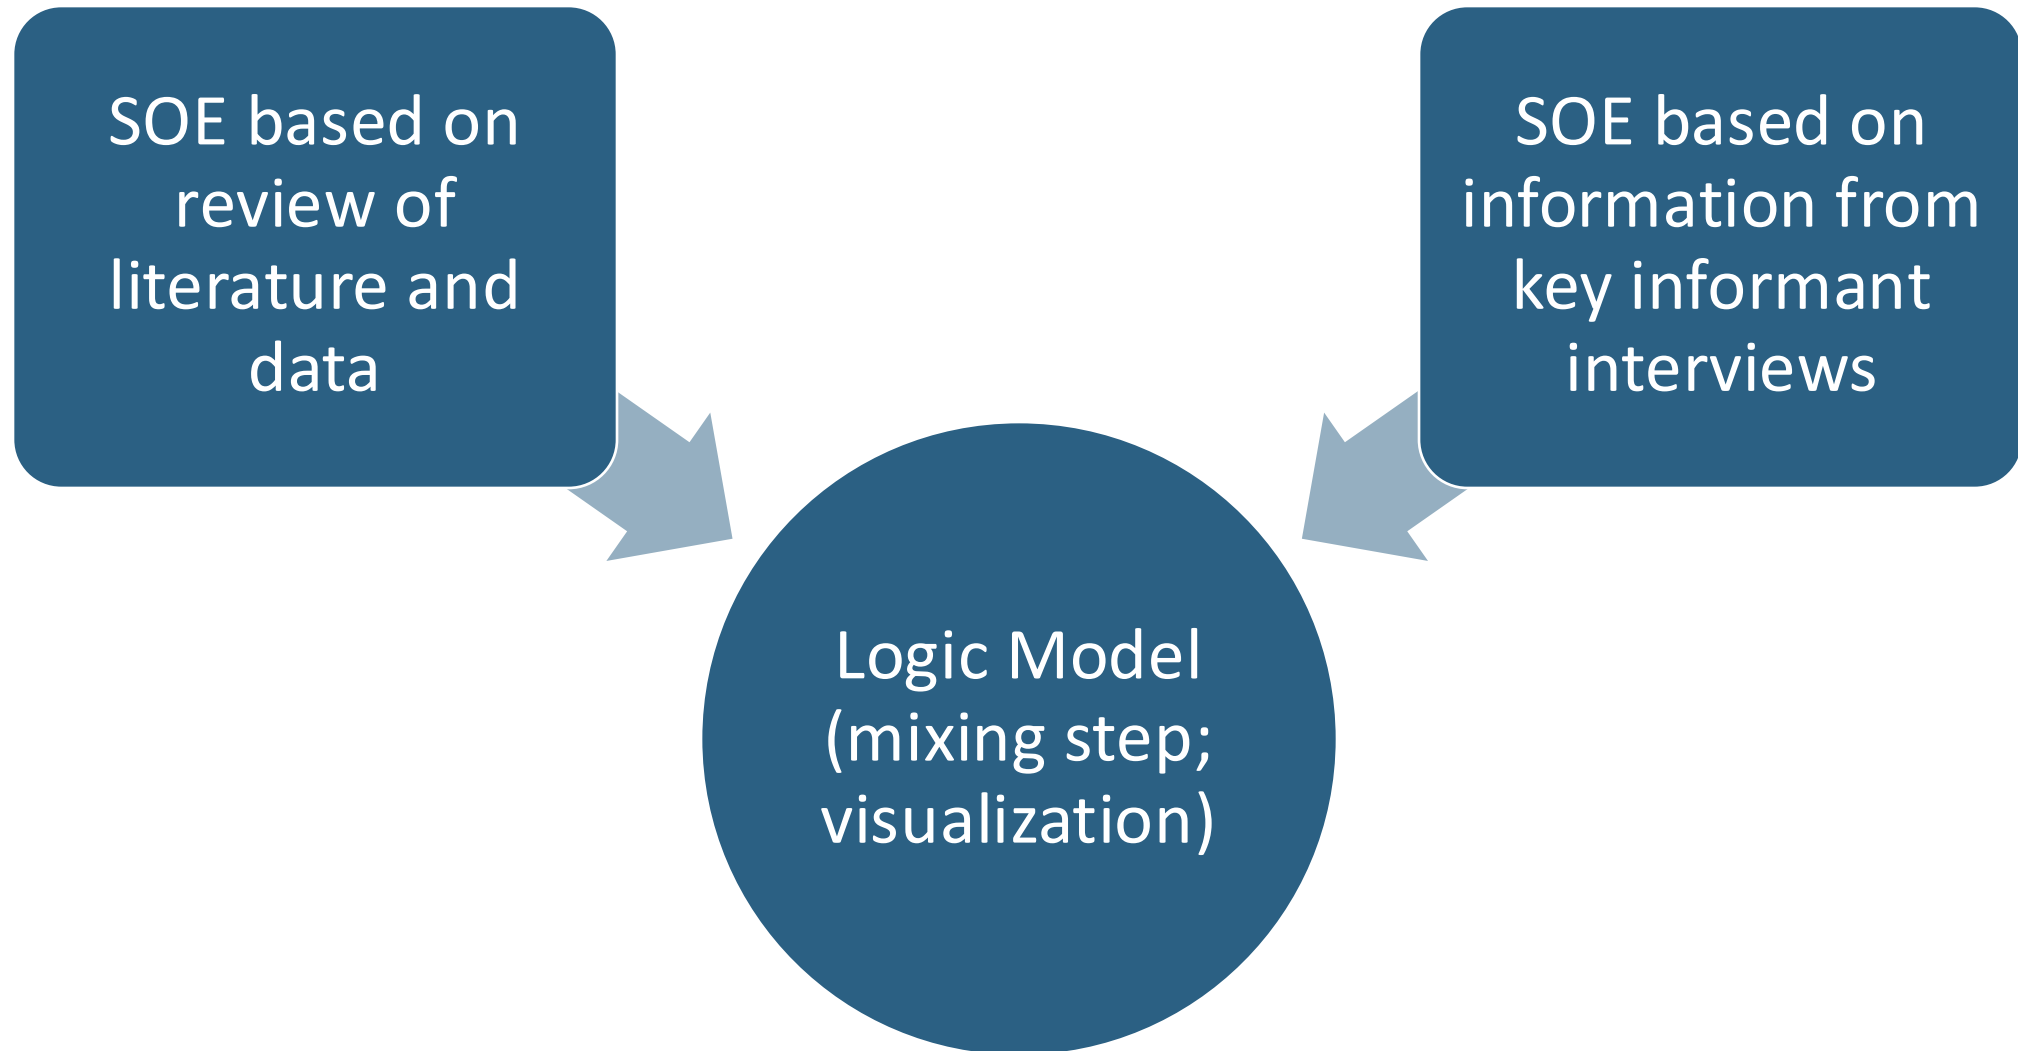 SOE based on
review of
literature and
data
SOE based on
information from
key informant
interviews
Logic Model
(mixing step;
visualization)